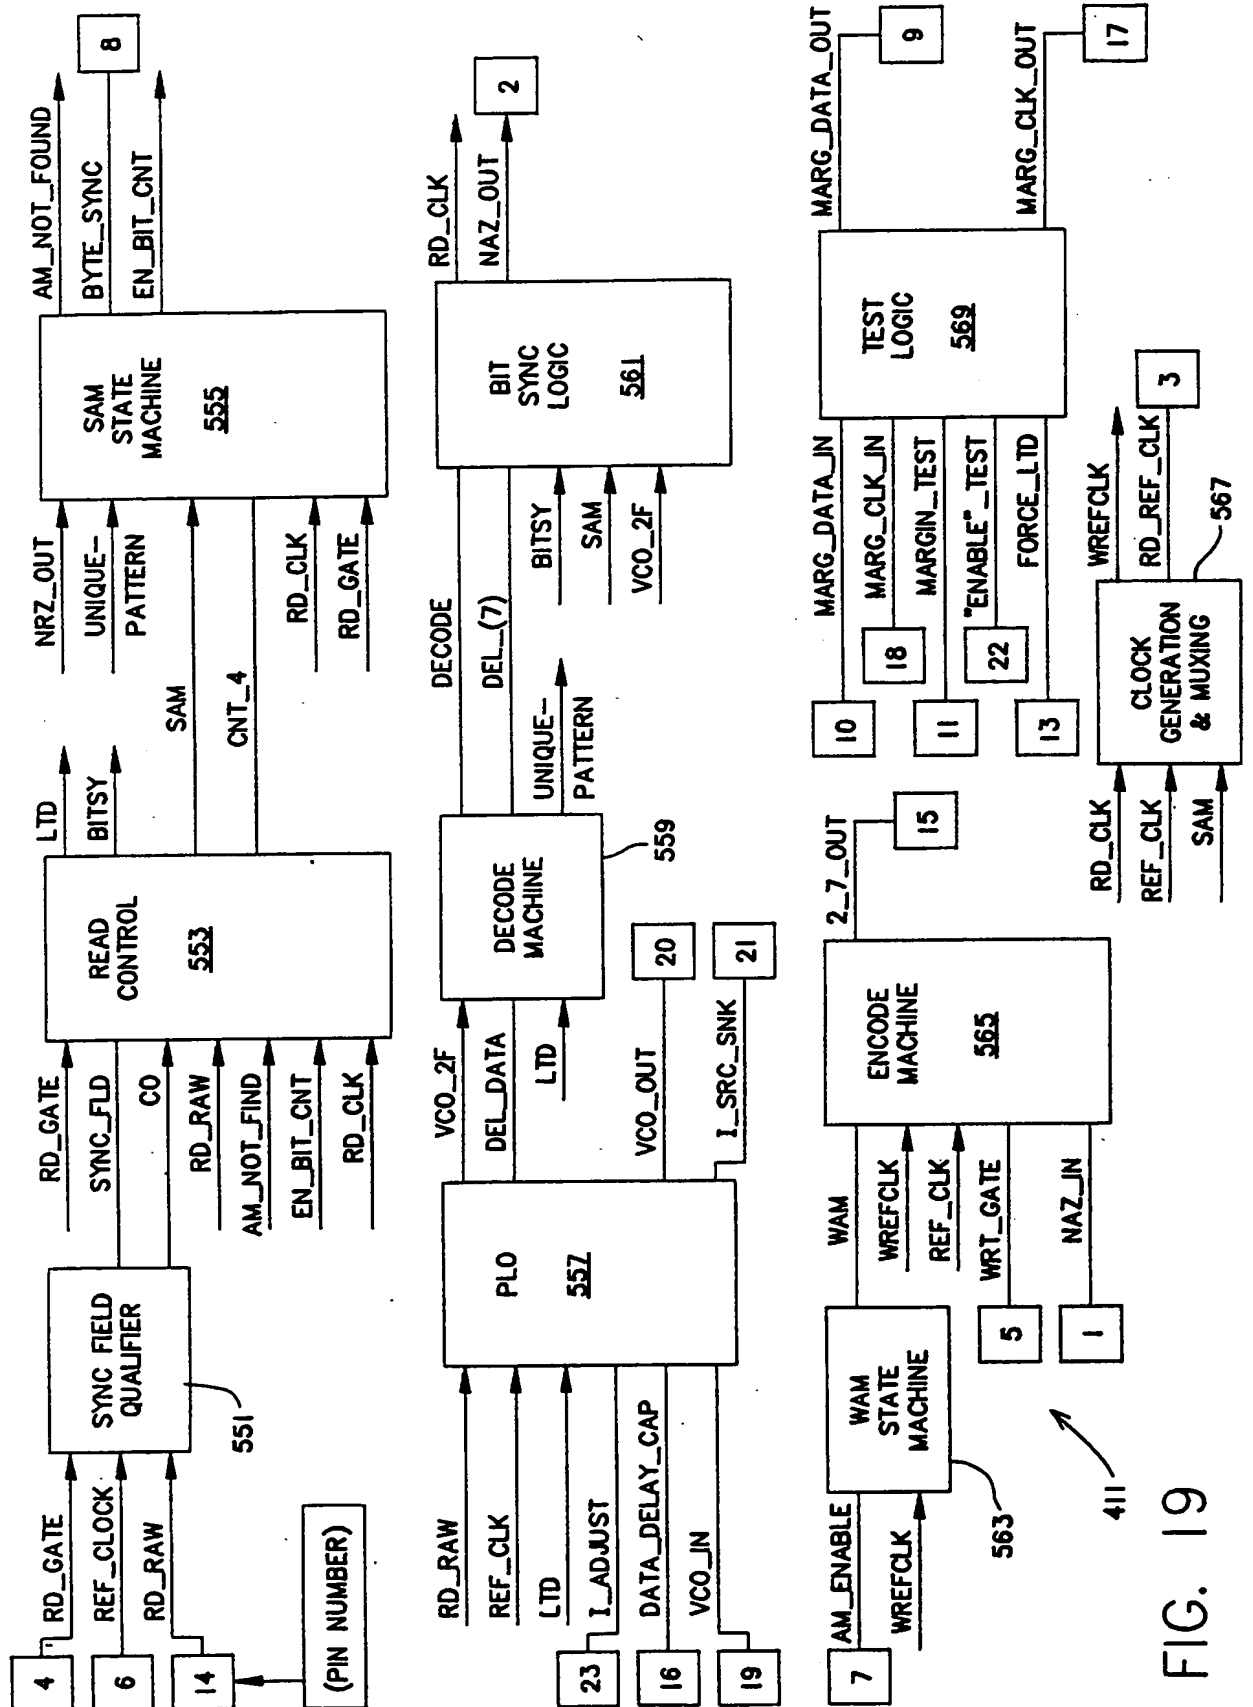 4
RD_GATE
6
REF_CLOCK
14
RD_RAW
(PIN NUMBER)
SYNC FIELD
QUALIFIER
551
RD_GATE
SYNC_FLD
CO
RD_RAW
AM_NOT_FIND
EN_BIT_CNT
RD_CLK
READ
CONTROL
553
LTD
BITSY
SAM
CNT_4
NRZ_OUT
UNIQUE-
PATTERN
RD_CLK
RD_GATE
SAM
STATE
MACHINE
555
AM_NOT_FOUND
BYTE_SYNC
8
EN_BIT_CNT
RD_RAW
REF_CLK
LTD
23
I_ADJUST
16
DATA_DELAY_CAP
19
VCO_IN
PLO
557
VCO_2F
DEL_DATA
LTD
VCO_OUT
20
I_SRC_SNK
21
DECODE
MACHINE
559
DECODE
DEL_(7)
UNIQUE-
PATTERN
BITSY
SAM
VCO_2F
BIT
SYNC
LOGIC
561
RD_CLK
NAZ_OUT
2
7
AM_ENABLE
WREFCLK
WAM
STATE
MACHINE
563
WAM
WREFCLK
REF_CLK
5
WRT_GATE
1
NAZ_IN
ENCODE
MACHINE
565
2_7_OUT
15
10
MARG_DATA_IN
18
MARG_CLK_IN
11
MARGIN_TEST
22
"ENABLE"_TEST
13
FORCE_LTD
TEST
LOGIC
569
MARG_DATA_OUT
9
MARG_CLK_OUT
17
RD_CLK
REF_CLK
SAM
CLOCK
GENERATION
& MUXING
567
WREFCLK
RD_REF_CLK
3
411
FIG. 19